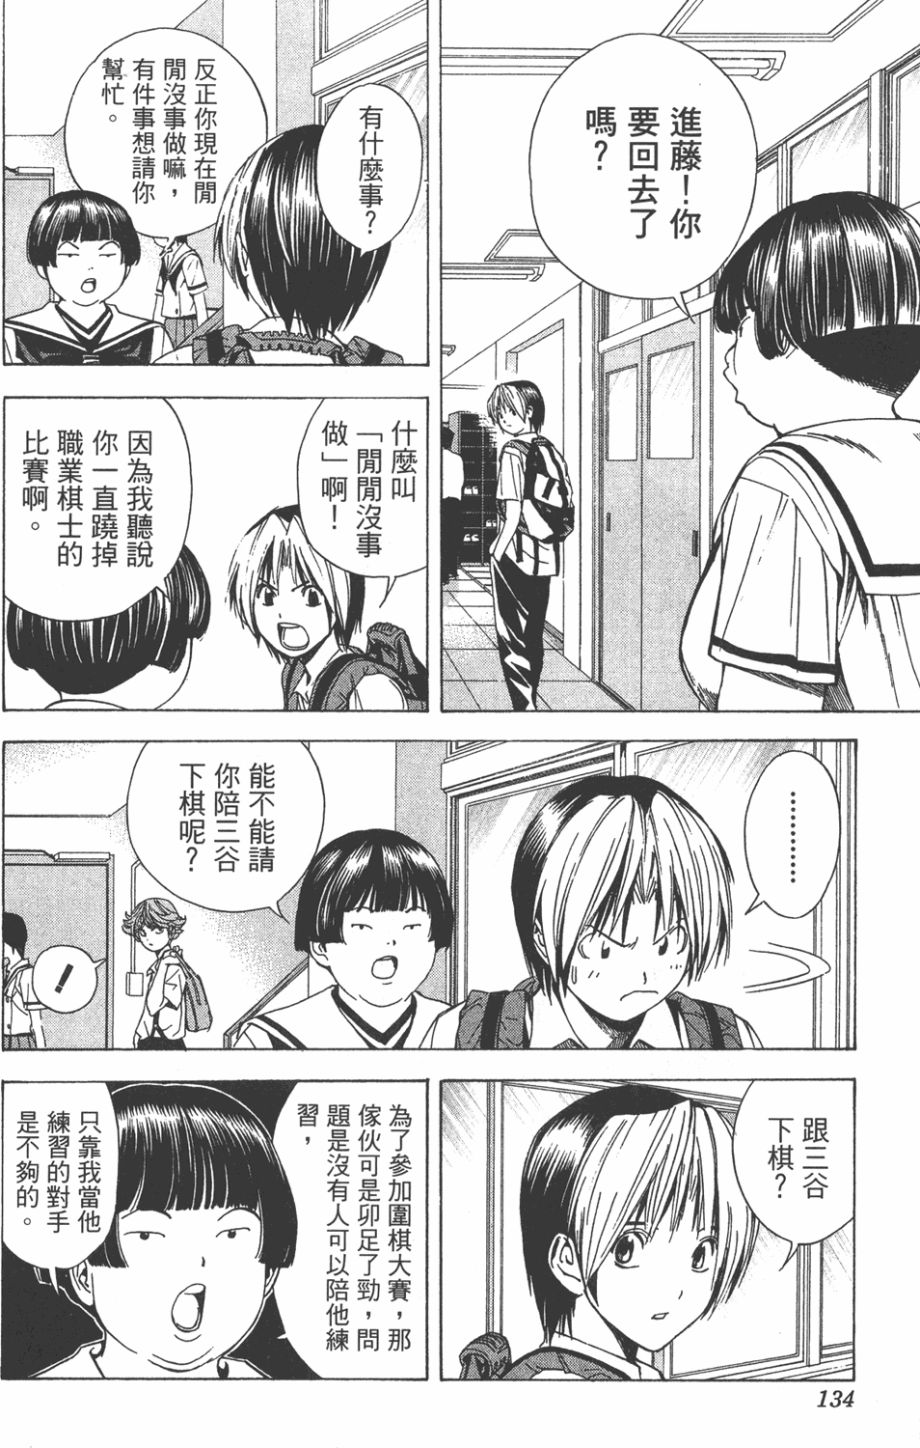 進藤！你
要回去了
嗎？
有什麼事？
反正你現在閒
閒沒事做嘛，
有件事想請你
幫忙。
什麼叫
「閒閒沒事
做」啊！
因為我聽說
你一直蹺掉
職業棋士的
比賽啊。
…………
能不能請
你陪三谷
下棋呢？
！
跟三谷
下棋？
為了參加圍棋大賽，那
傢伙可是卯足了勁，問
題是沒有人可以陪他練
習，
只靠我當他
練習的對手
是不夠的。
134